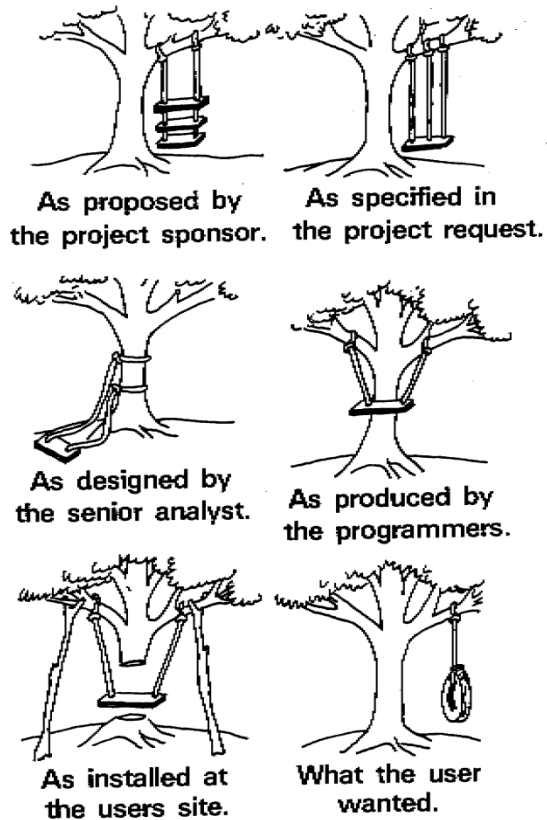 As proposed by
the project sponsor.
As specified in
the project request.
As designed by
the senior analyst.
As produced by
the programmers.
As installed at
the users site.
What the user
wanted.